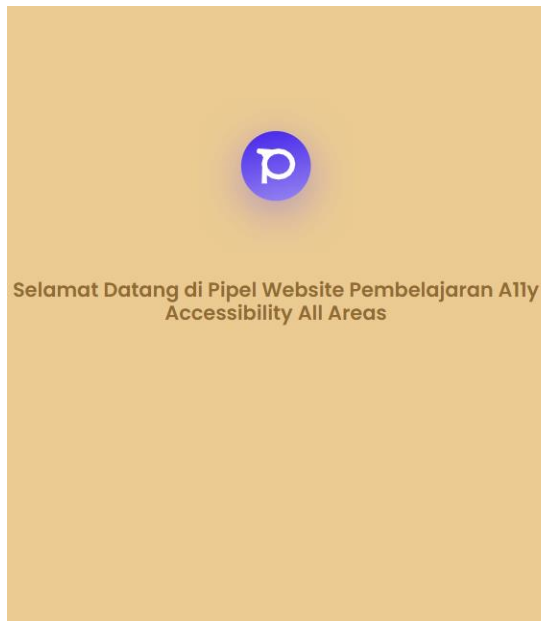 Selamat Datang di Pipel Website Pembelajaran A11y
Accessibility All Areas